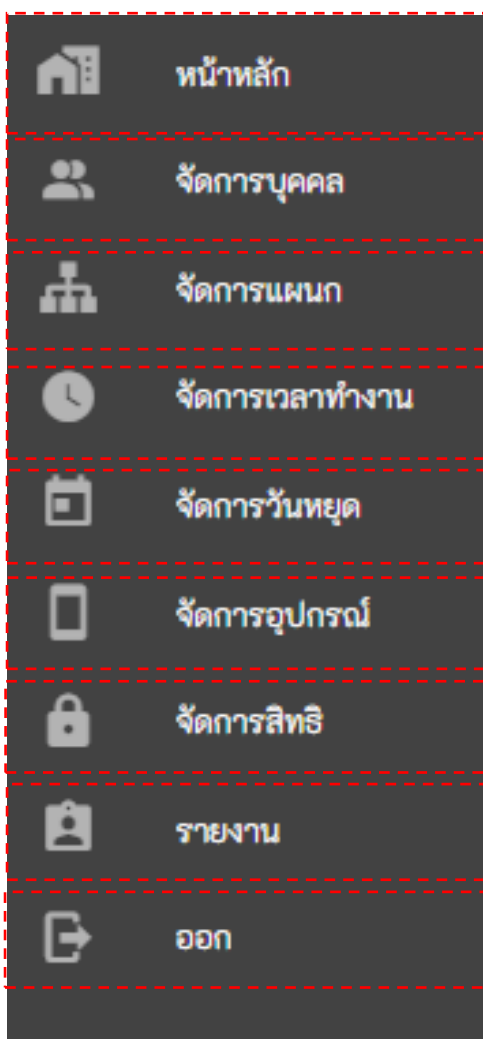 หน้าหลัก
จัดการบุคคล
จัดการแผนก
จัดการเวลาทำงาน
จัดการวันหยุด
จัดการอุปกรณ์
จัดการสิทธิ
รายงาน
ออก